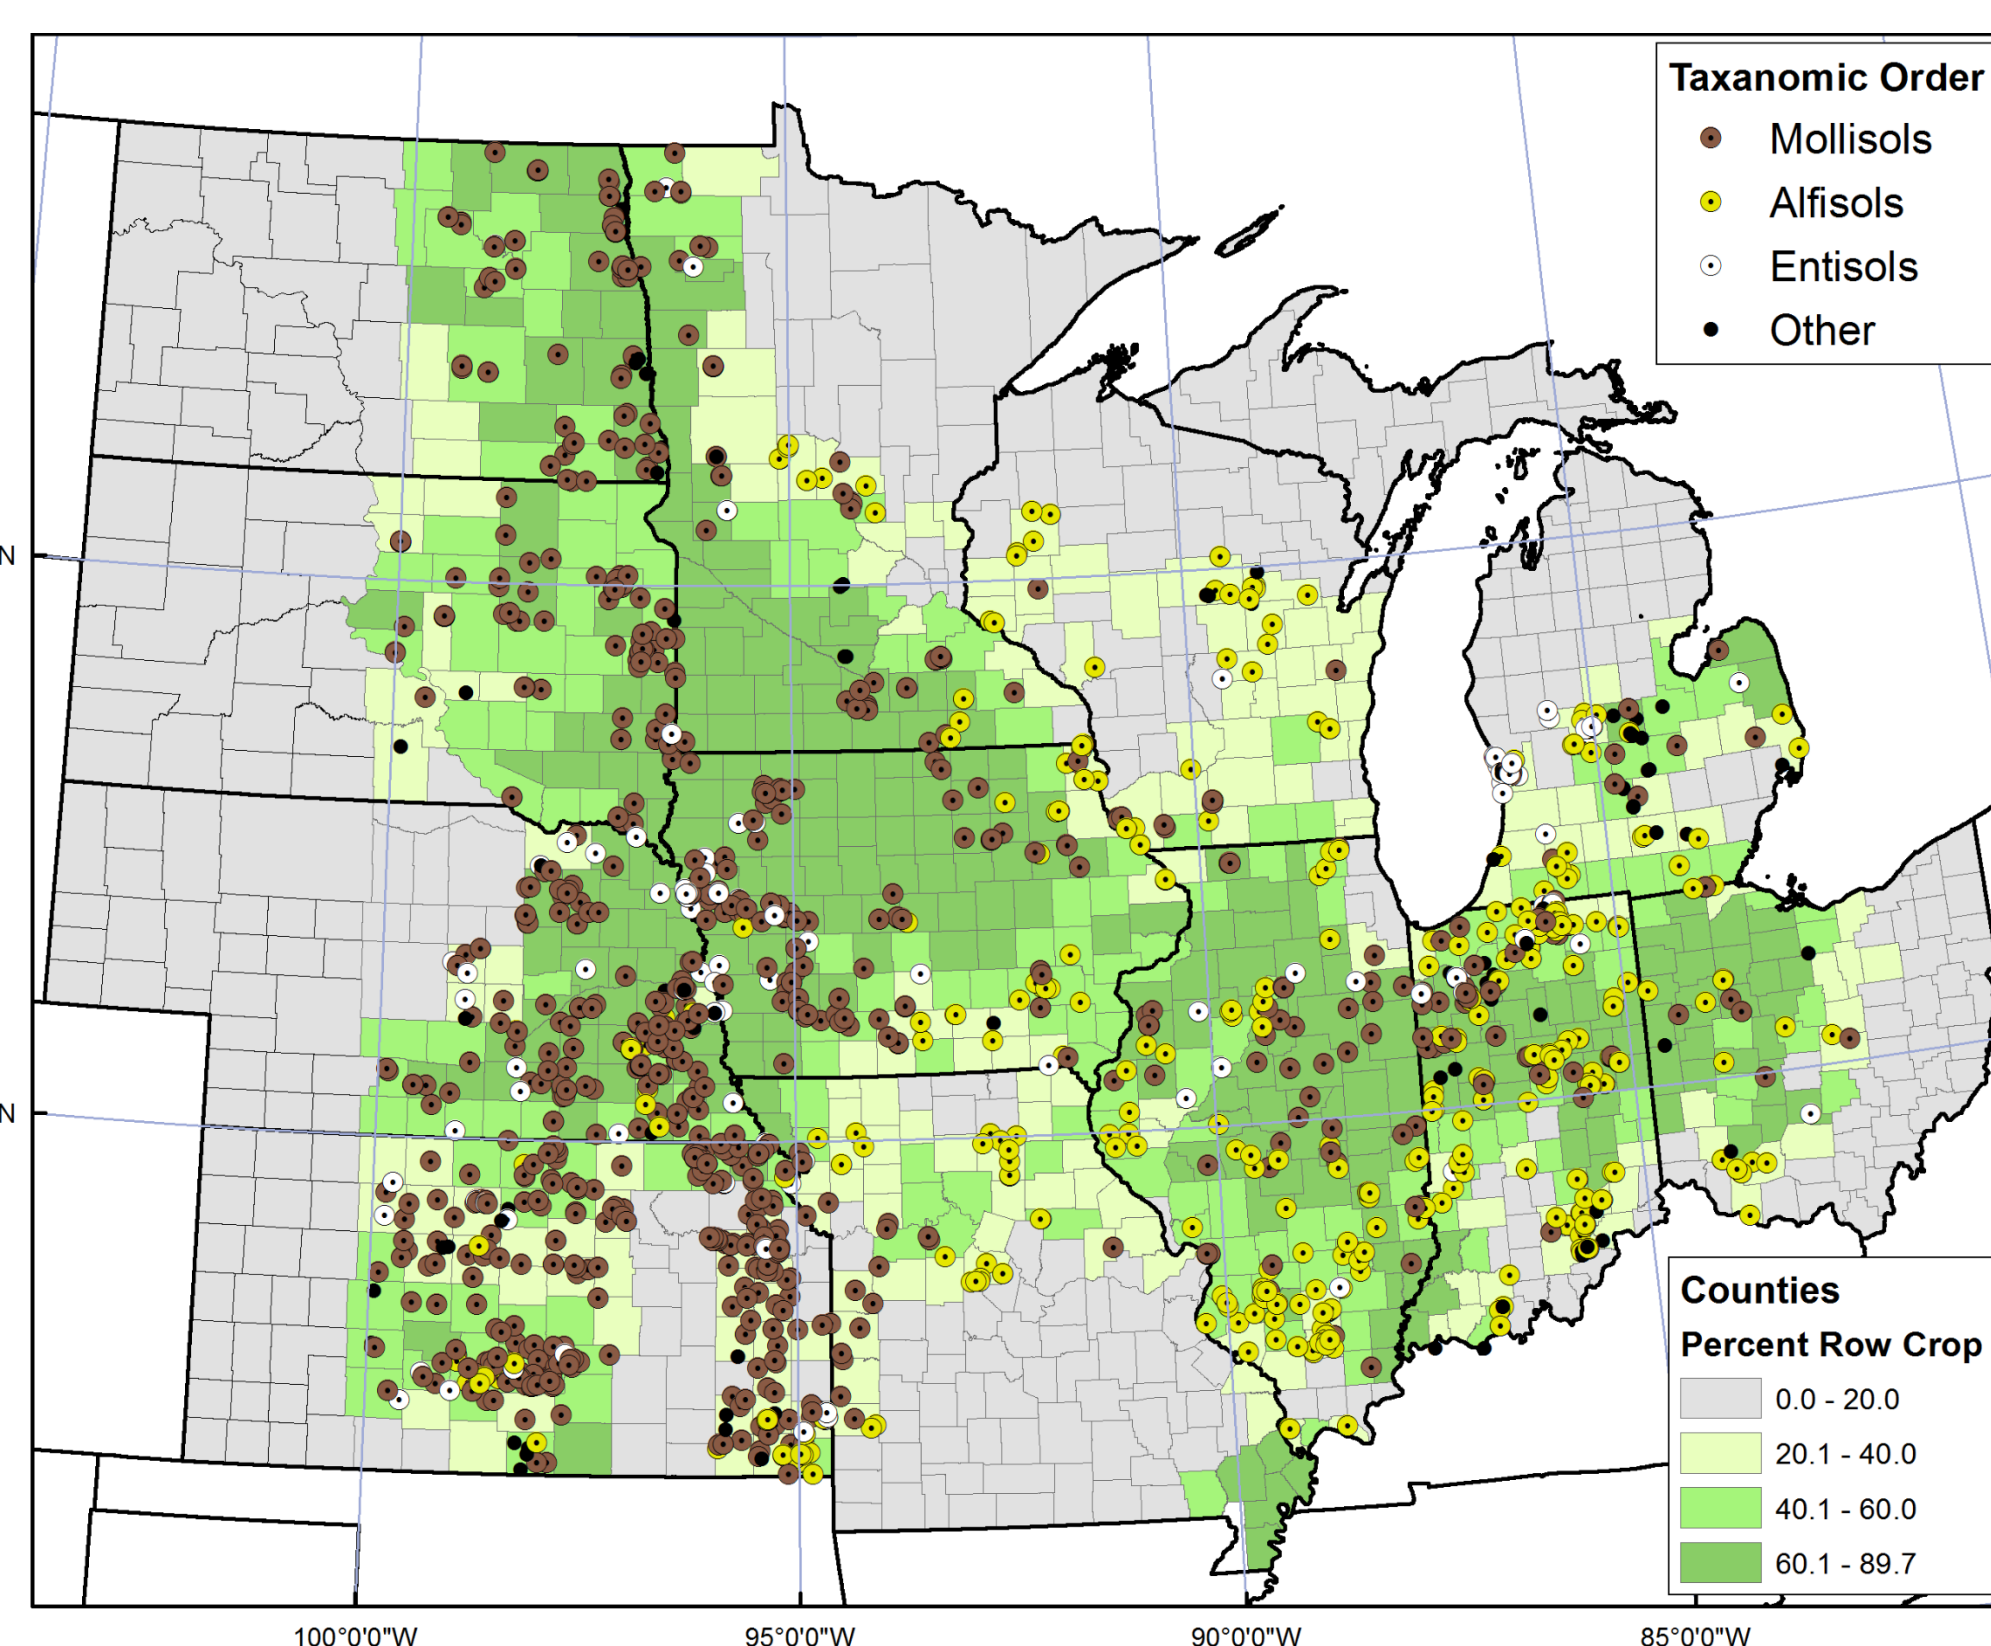 Taxanomic Order
Mollisols
Alfisols
Entisols
Other
N
N
Counties
Percent Row Crop
0.0 - 20.0
20.1 - 40.0
40.1 - 60.0
60.1 - 89.7
100°0'0"W
95°0'0"W
90°0'0"W
85°0'0"W